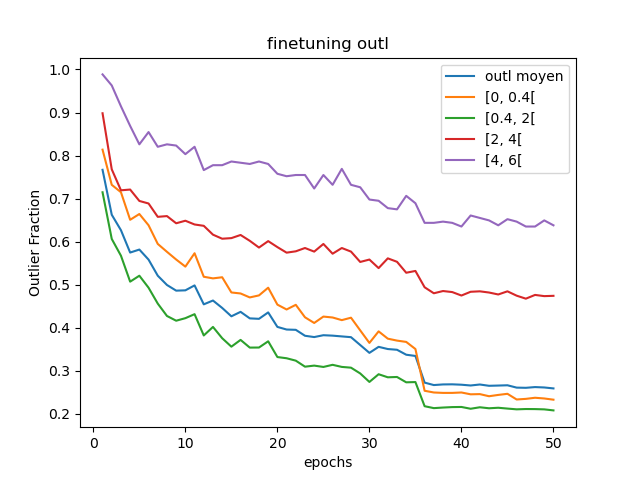 finetuning outl
outl moyen
[0, 0.4[
[0.4, 2[
[2, 4[
[4, 6[
Outlier Fraction
1.0
0.9
0.8
0.7
0.6
0.5
0.4
0.3
0.2
0 10 20 30 40 50
epochs